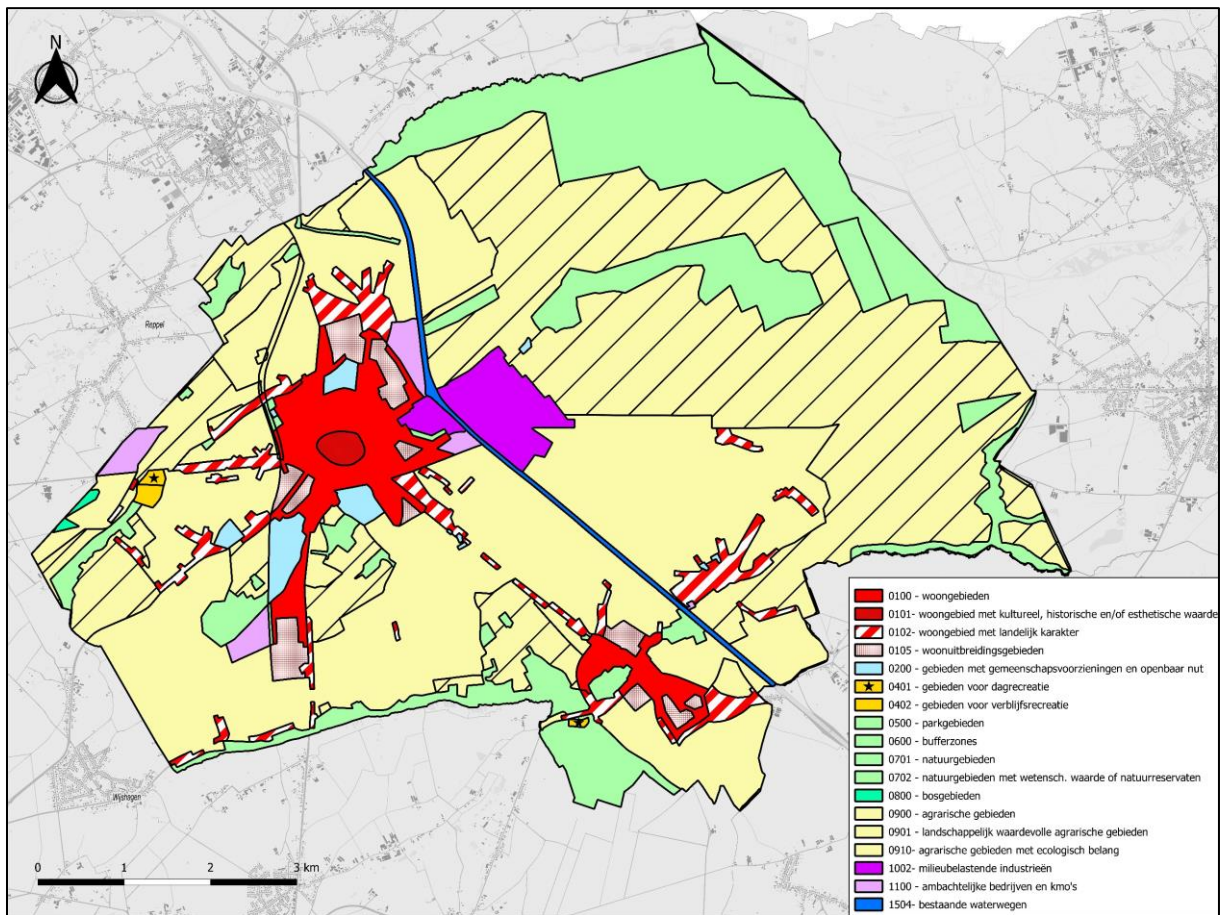 N
Reppel
Wijshagen
0100 - woongebieden
0101- woongebied met kultureel, historische en/of esthetische waarde
0102- woongebied met landelijk karakter
0105 - woonuitbreidingsgebieden
0200 - gebieden met gemeenschapsvoorzieningen en openbaar nut
0401 - gebieden voor dagrecreatie
0402 - gebieden voor verblijfsrecreatie
0500 - parkgebieden
0600 - bufferzones
0701 - natuurgebieden
0702 - natuurgebieden met wetensch. waarde of natuurreservaten
0800 - bosgebieden
0900 - agrarische gebieden
0901 - landschappelijk waardevolle agrarische gebieden
0910- agrarische gebieden met ecologisch belang
1002- milieubelastende industrieën
1100 - ambachtelijke bedrijven en kmo's
1504- bestaande waterwegen
0 1 2 3 km